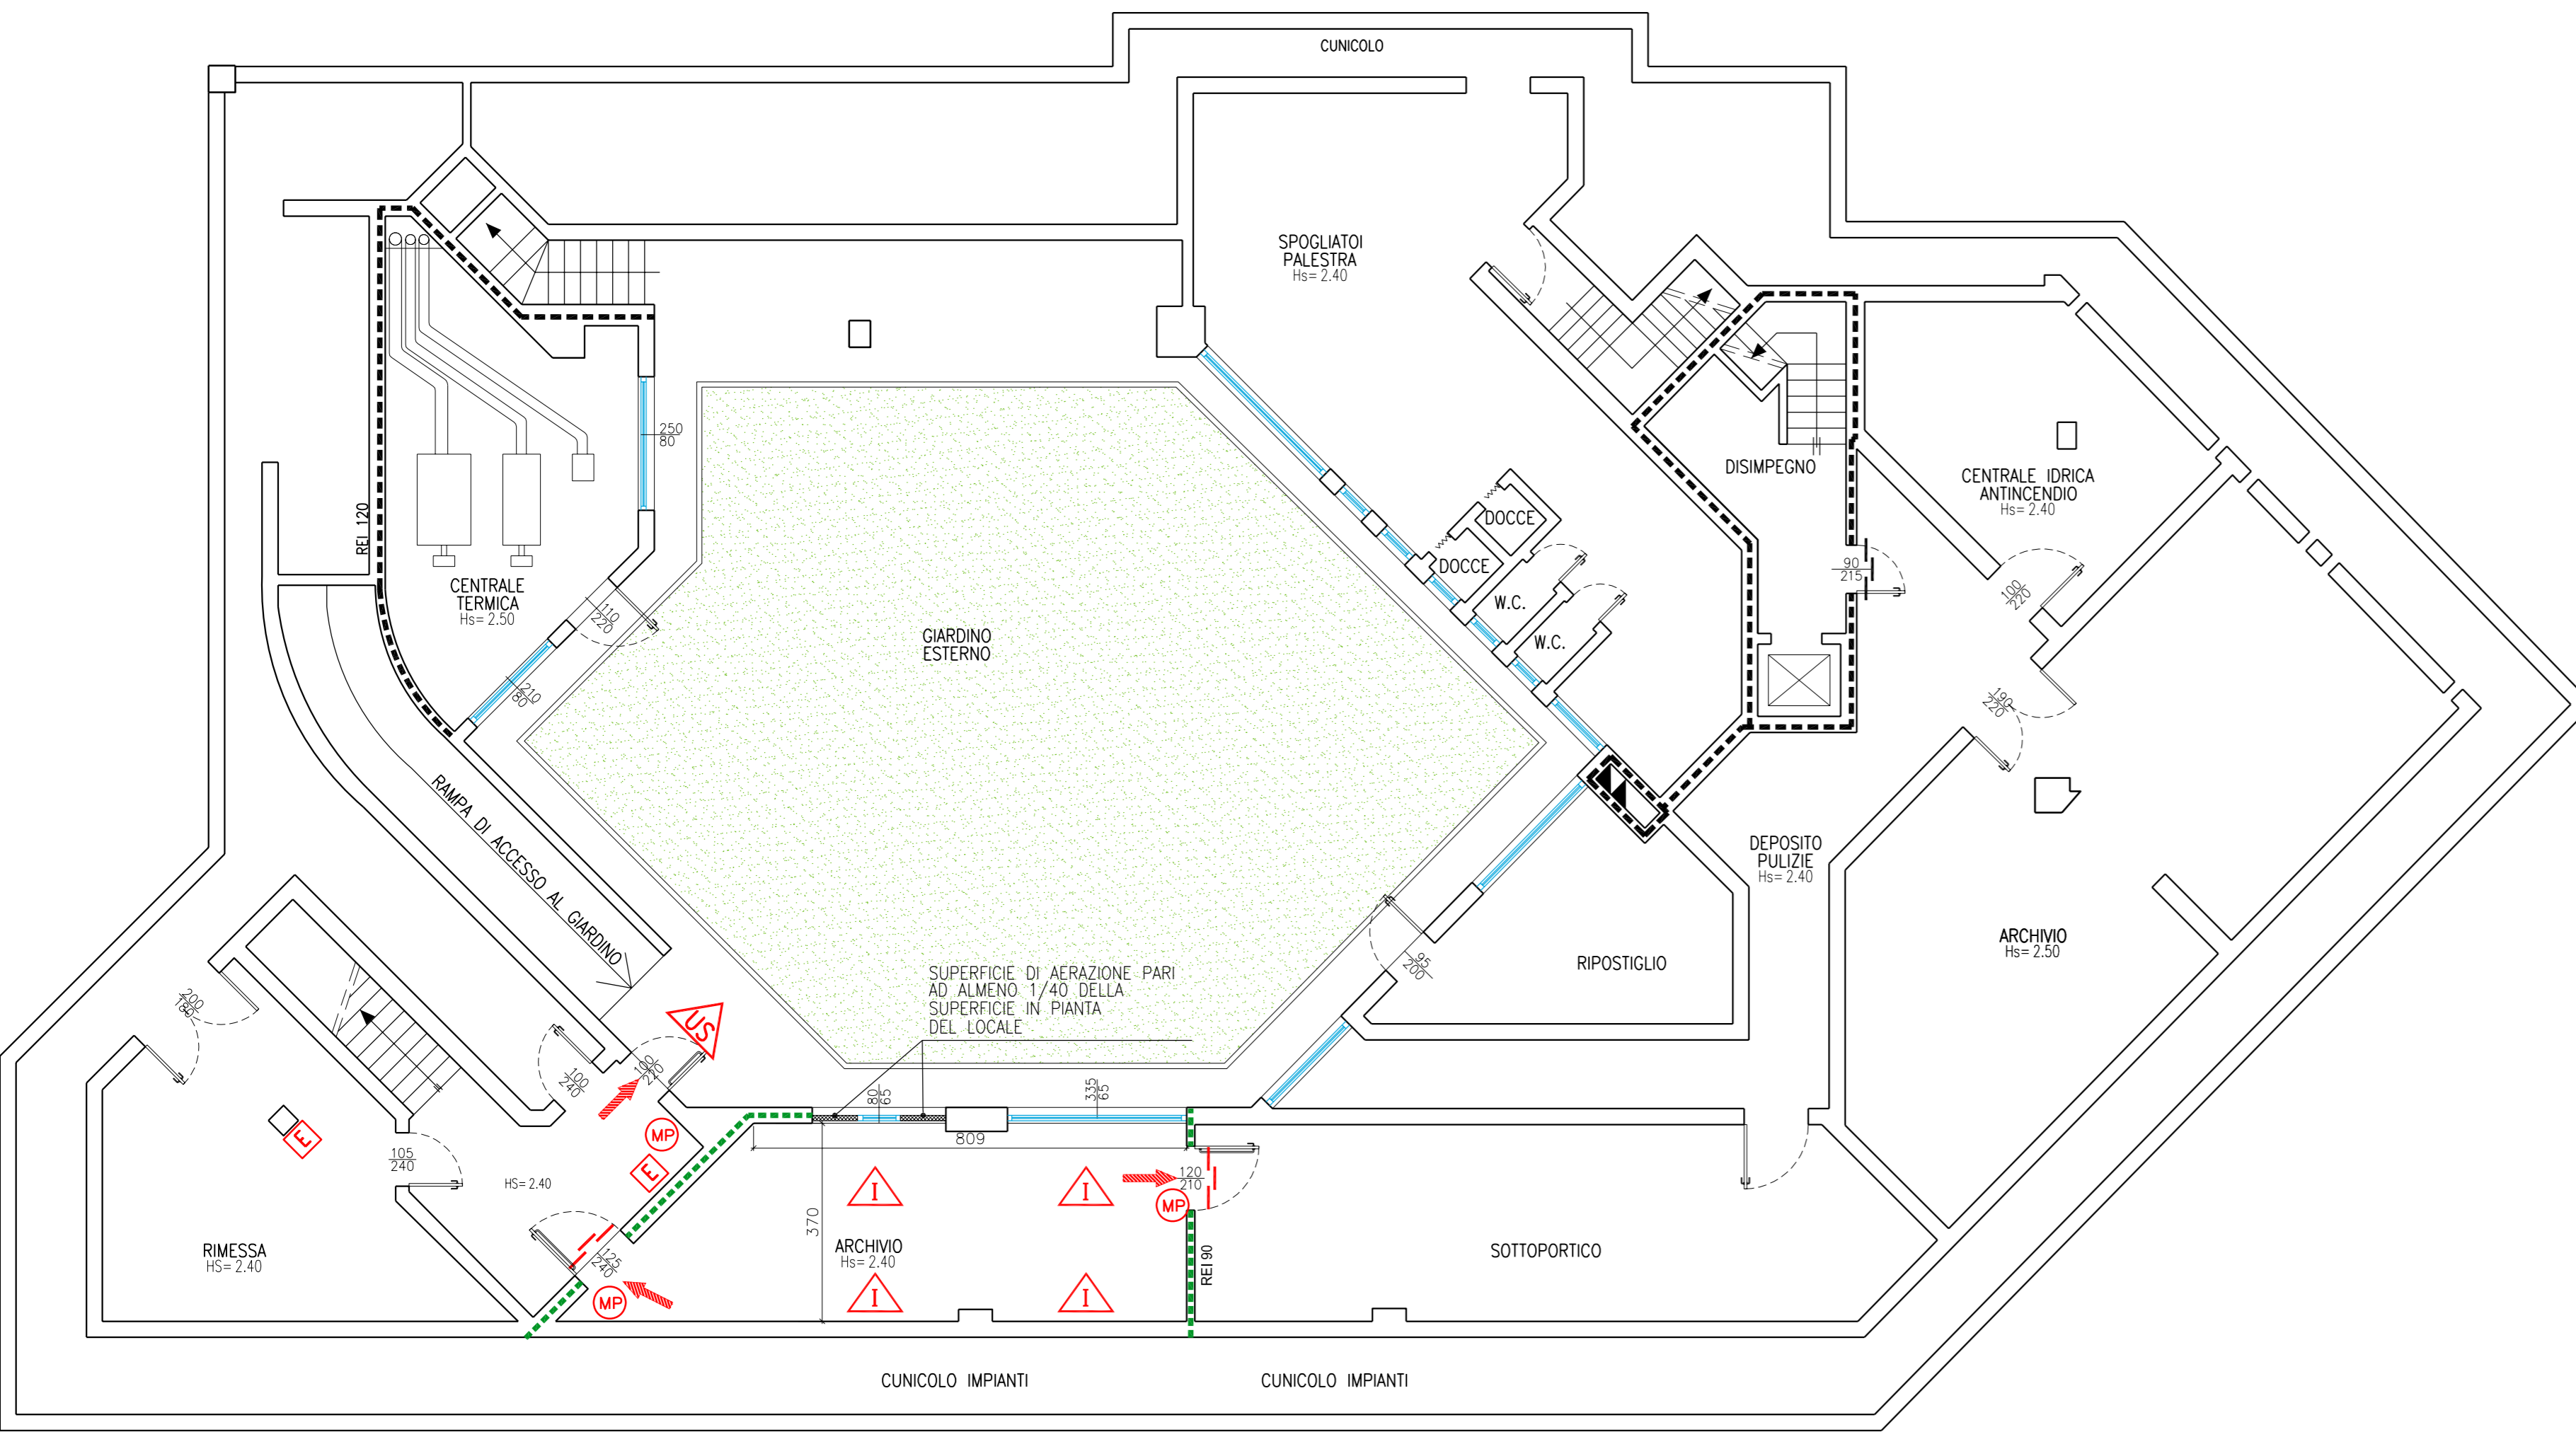 CUNICOLO
SPOGLIATOI
PALESTRA
Hs= 2.40
250
80
DISIMPEGNO
CENTRALE IDRICA
ANTINCENDIO
Hs= 2.40
REI 120
DOCCE
DOCCE
90
215
CENTRALE
TERMICA
Hs= 2.50
110
220
100
220
W.C.
W.C.
GIARDINO
ESTERNO
210
80
190
220
RAMPA DI ACCESSO AL GIARDINO
DEPOSITO
PULIZIE
Hs= 2.40
ARCHIVIO
Hs= 2.50
95
200
RIPOSTIGLIO
SUPERFICIE DI AERAZIONE PARI
AD ALMENO 1/40 DELLA
SUPERFICIE IN PIANTA
DEL LOCALE
200
180
US
100
240
100
220
80
65
335
65
E
MP
809
105
240
E
HS= 2.40
I
I
120
210
MP
370
RIMESSA
HS= 2.40
125
240
ARCHIVIO
Hs= 2.40
REI 90
SOTTOPORTICO
MP
I
I
CUNICOLO IMPIANTI
CUNICOLO IMPIANTI